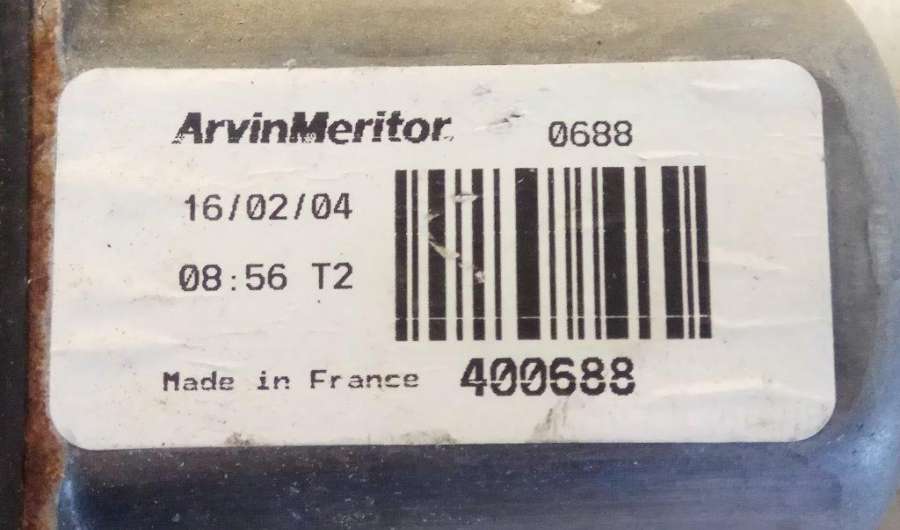 ArvinMeritor 0688
16/02/04
08:56 T2
Made in France 400688